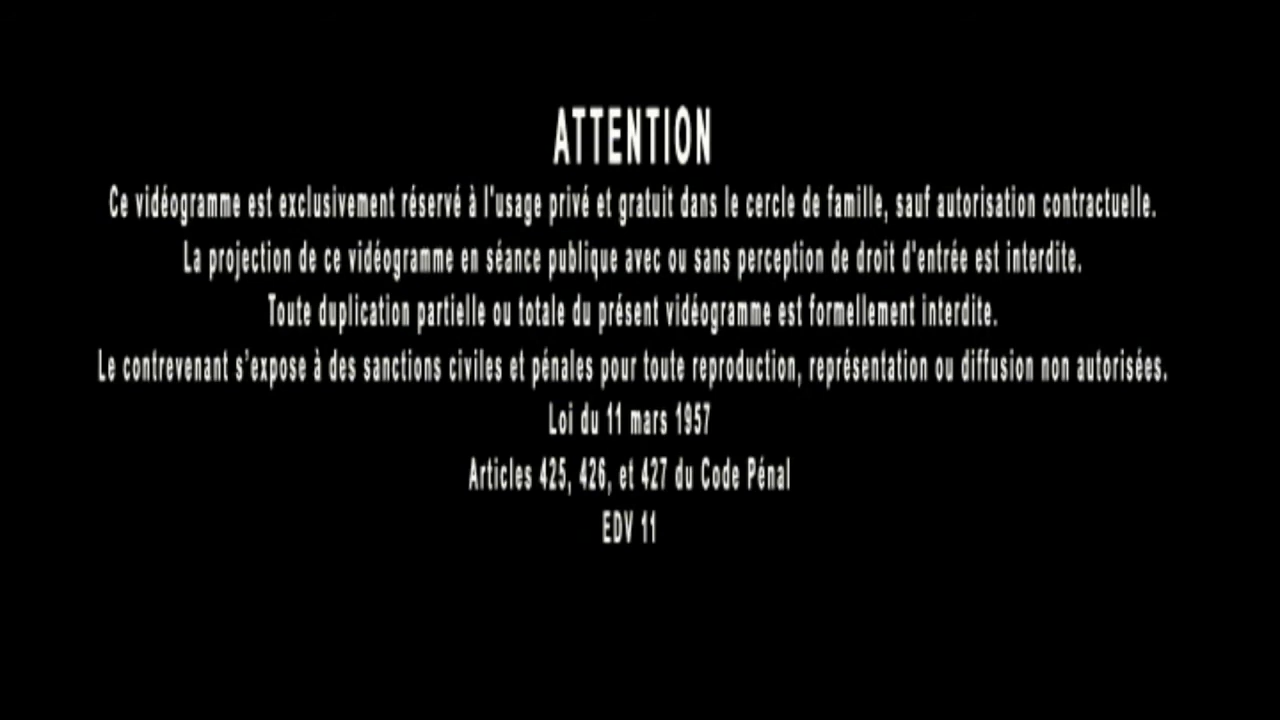 ATTENTION
Ce vidéogramme est exclusivement réservé à l'usage privé et gratuit dans le cercle de famille, sauf autorisation contractuelle.
La projection de ce vidéogramme en séance publique avec ou sans perception de droit d'entrée est interdite.
Toute duplication partielle ou totale du présent vidéogramme est formellement interdite.
Le contrevenant s'expose à des sanctions civiles et pénales pour toute reproduction, représentation ou diffusion non autorisées.
Loi du 11 mars 1957
Articles 425, 426, et 427 du Code Pénal
EDV 11